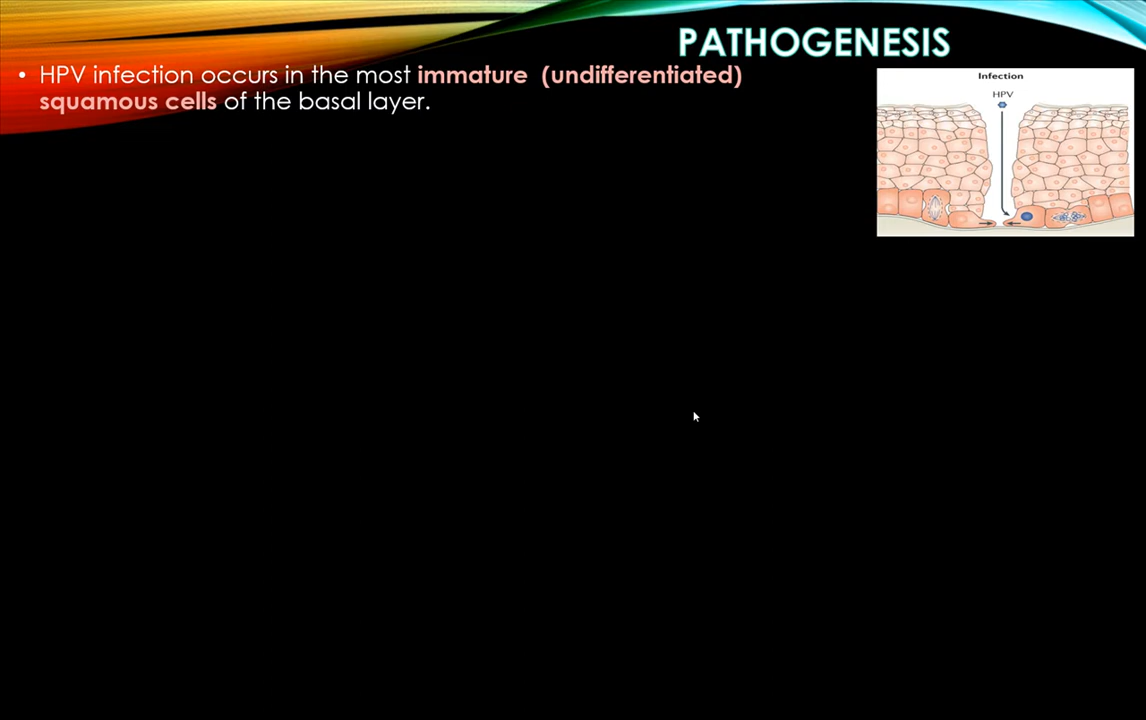 PATHOGENESIS
• HPV infection occurs in the most immature (undifferentiated)
squamous cells of the basal layer.
Infection
HPV